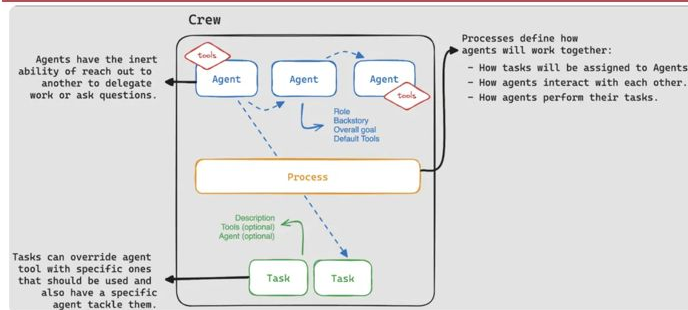 Crew
Agents have the inert
ability of reach out to
another to delegate
work or ask questions.
tools
Agent
Agent
Agent
tools
Role
Backstory
Overall goal
Default Tools
Processes define how
agents will work together:
- How tasks will be assigned to Agents
- How agents interact with each other.
- How agents perform their tasks.
Process
Description
Tools (optional)
Agent (optional)
Tasks can override agent
tool with specific ones
that should be used and
also have a specific
agent tackle them.
Task
Task